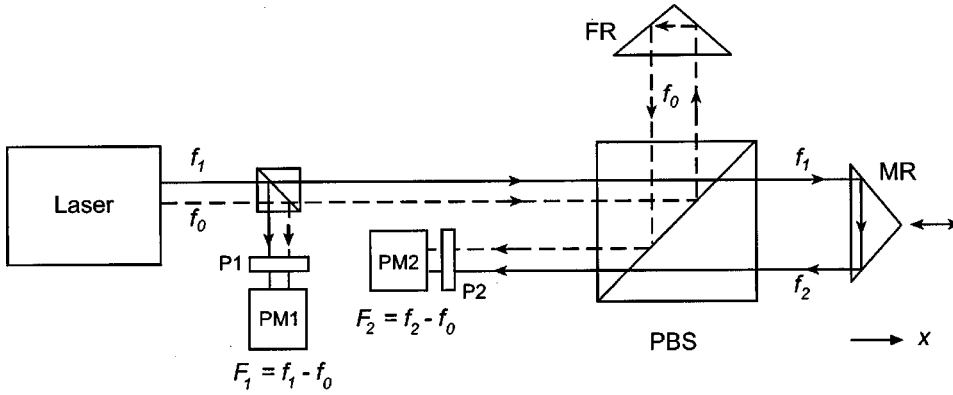 FR
f₀
f₁
f₁
MR
Laser
f₀
P1
PM2
P2
f₂
PM1
F₂ = f₂ - f₀
PBS
x
F₁ = f₁ - f₀